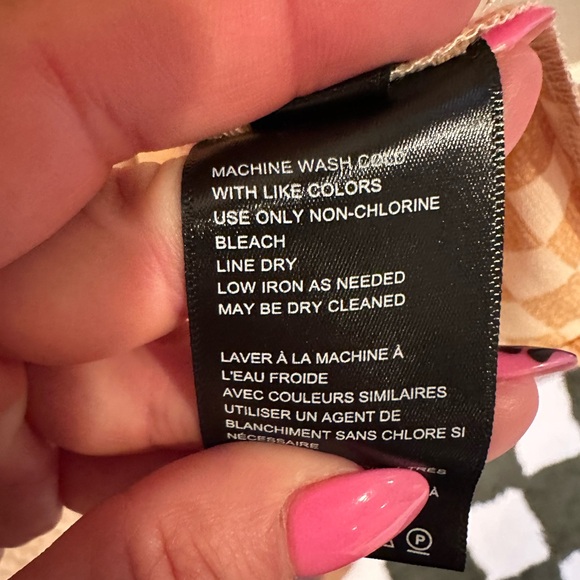 MACHINE WASH COLD
WITH LIKE COLORS
USE ONLY NON-CHLORINE
BLEACH
LINE DRY
LOW IRON AS NEEDED
MAY BE DRY CLEANED
LAVER À LA MACHINE À
L'EAU FROIDE
AVEC COULEURS SIMILAIRES
UTILISER UN AGENT DE
BLANCHIMENT SANS CHLORE SI
NÉCESSAIRE
TRÈS
À
P